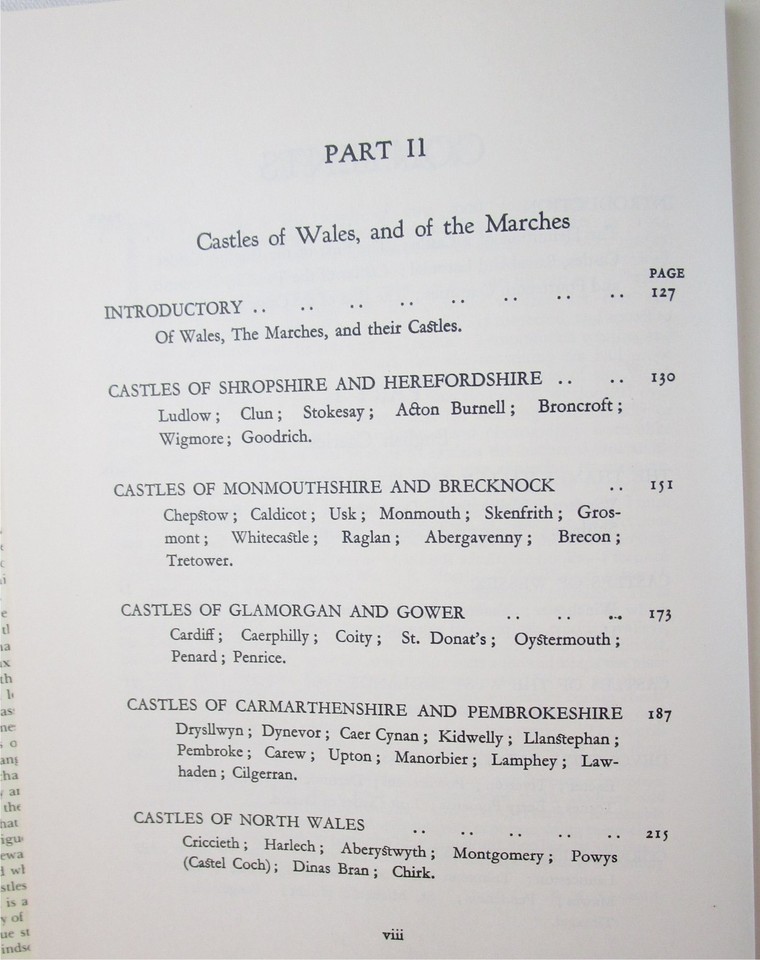 PART II
Castles of Wales, and of the Marches
PAGE
INTRODUCTORY .. .. .. .. .. .. .. .. 127
Of Wales, The Marches, and their Castles.
CASTLES OF SHROPSHIRE AND HEREFORDSHIRE .. .. 130
Ludlow; Clun; Stokesay; Acton Burnell; Broncroft;
Wigmore; Goodrich.
CASTLES OF MONMOUTHSHIRE AND BRECKNOCK .. 151
Chepstow; Caldicot; Usk; Monmouth; Skenfrith; Gros-
mont; Whitecastle; Raglan; Abergavenny; Brecon;
Tretower.
CASTLES OF GLAMORGAN AND GOWER .. .. ... 173
Cardiff; Caerphilly; Coity; St. Donat's; Oystermouth;
Penard; Penrice.
CASTLES OF CARMARTHENSHIRE AND PEMBROKESHIRE 187
Drysllwyn; Dynevor; Caer Cynan; Kidwelly; Llanstephan;
Pembroke; Carew; Upton; Manorbier; Lamphey; Law-
haden; Cilgerran.
CASTLES OF NORTH WALES .. .. .. .. .. 215
Criccieth; Harlech; Aberystwyth; Montgomery; Powys
(Castel Coch); Dinas Bran; Chirk.
viii